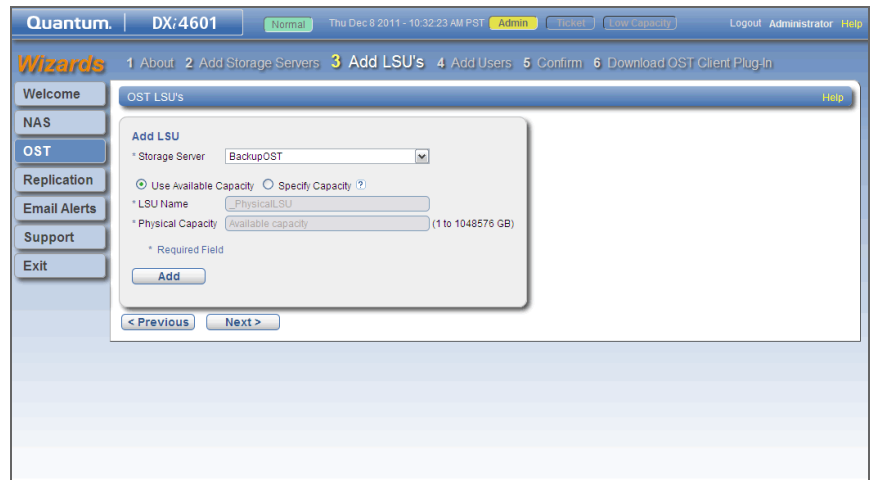 Quantum. DXi4601 Normal Thu Dec 8 2011 - 10:32:23 AM PST Admin Ticket Low Capacity Logout Administrator Help
Wizards 1 About 2 Add Storage Servers 3 Add LSU's 4 Add Users 5 Confirm 6 Download OST Client Plug-In
Welcome
NAS
OST
Replication
Email Alerts
Support
Exit
OST LSU's Help
Add LSU
* Storage Server BackupOST
Use Available Capacity Specify Capacity ?
* LSU Name _PhysicalLSU
* Physical Capacity Available capacity (1 to 1048576 GB)
* Required Field
Add
< Previous Next >